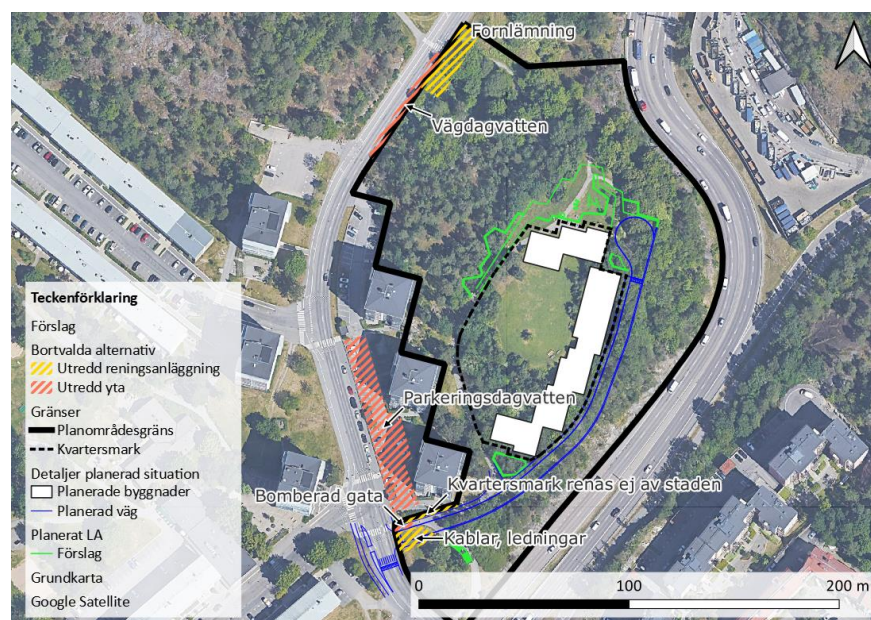 Fornlämning
Vägdagvatten
Teckenförklaring
Förslag
Bortvalda alternativ
Utredd reningsanläggning
Utredd yta
Gränser
Planområdesgräns
Kvartersmark
Detaljer planerad situation
Planerade byggnader
Planerad väg
Planerat LA
Förslag
Grundkarta
Google Satellite
Parkeringsdagvatten
Kvartersmark renas ej av staden
Bomberad gata
Kablar, ledningar
0
100
200 m